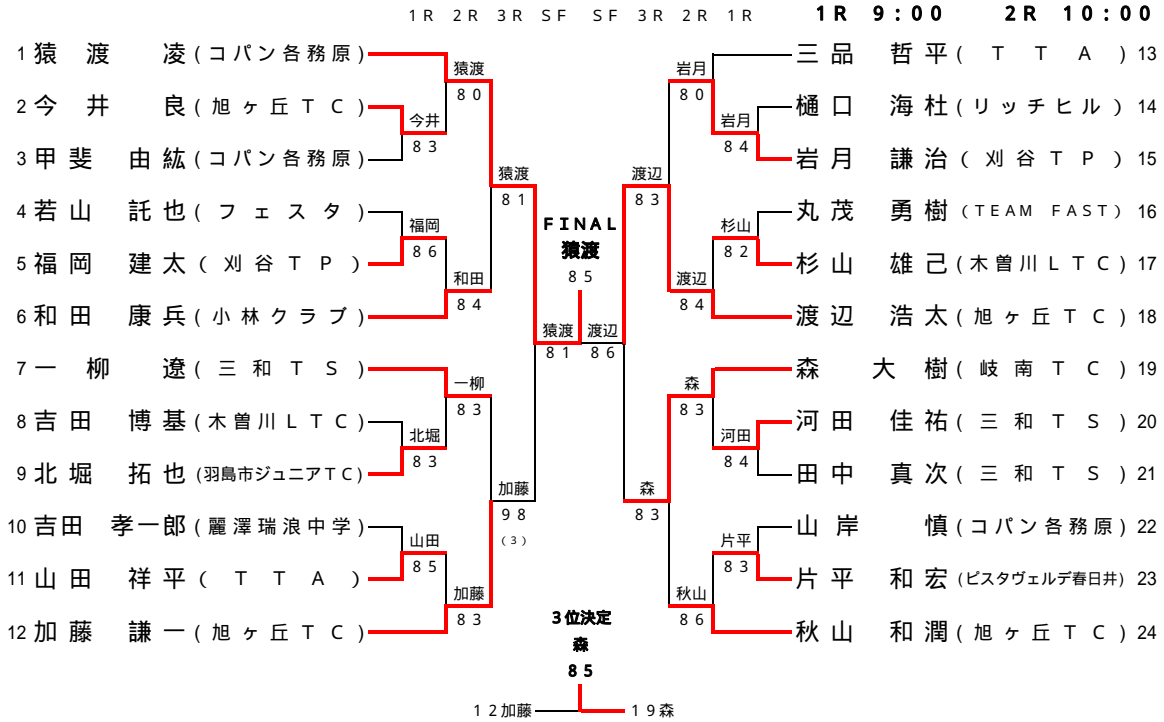 1R 2R 3R SF SF 3R 2R 1R 1R 9:00 2R 10:00
1 猿渡 凌 (コパン各務原) 三品 哲平 (TTA) 13
猿渡 岩月
80 80
2 今井 良 (旭ヶ丘TC) 樋口 海杜 (リッチヒル) 14
今井 岩月
83 84
3 甲斐 由紘 (コパン各務原) 岩月 謙治 (刈谷TP) 15
猿渡 渡辺
81 83
4 若山 託也 (フェスタ) 丸茂 勇樹 (TEAM FAST) 16
福岡 FINAL 杉山
86 猿渡 82
5 福岡 建太 (刈谷TP) 杉山 雄己 (木曽川LTC) 17
和田 85 渡辺
84 84
6 和田 康兵 (小林クラブ) 渡辺 浩太 (旭ヶ丘TC) 18
猿渡 渡辺
81 86
7 一柳 遼 (三和TS) 森 大樹 (岐南TC) 19
一柳 森
83 83
8 吉田 博基 (木曽川LTC) 河田 佳祐 (三和TS) 20
北堀 河田
83 84
9 北堀 拓也 (羽島市ジュニアTC) 田中 真次 (三和TS) 21
加藤 森
98 83
10 吉田 孝一郎 (麗澤瑞浪中学) 山岸 慎 (コパン各務原) 22
山田 (3) 片平
85 83
11 山田 祥平 (TTA) 片平 和宏 (ビスタヴェルデ春日井) 23
加藤 秋山
83 3位決定 86
12 加藤 謙一 (旭ヶ丘TC) 秋山 和潤 (旭ヶ丘TC) 24
森
85
12加藤 19森